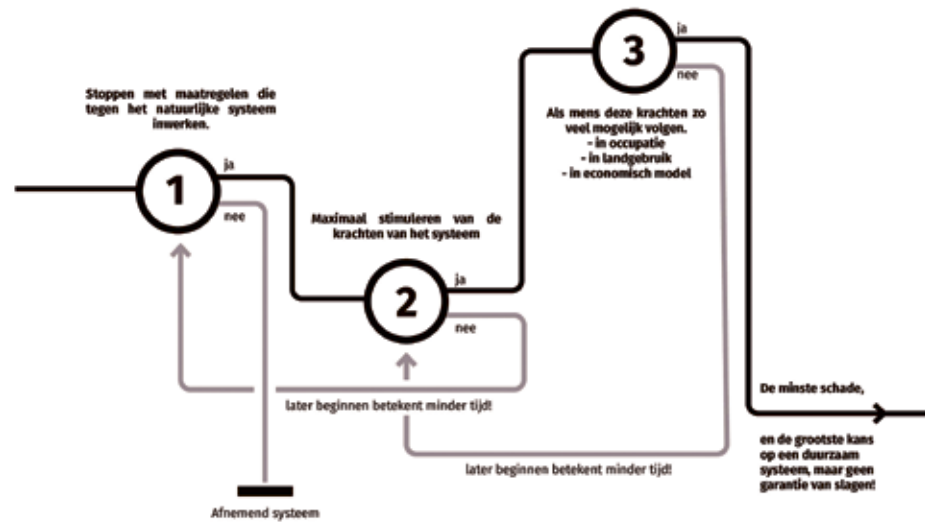 Stoppen met maatregelen die
tegen het natuurlijke systeem
inwerken.
1
ja
nee
Maximaal stimuleren van de
krachten van het systeem
2
ja
nee
3
ja
nee
Als mens deze krachten zo
veel mogelijk volgen.
- in occupatie
- in landgebruik
- in economisch model
later beginnen betekent minder tijd!
later beginnen betekent minder tijd!
Afnemend systeem
De minste schade,
en de grootste kans
op een duurzaam
systeem, maar geen
garantie van slagen!